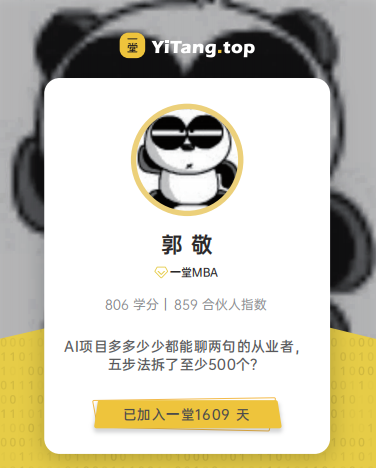 一堂 YiTang.top
郭 敬
一堂MBA
806 学分 | 859 合伙人指数
AI项目多多少少都能聊两句的从业者，
五步法拆了至少500个?
已加入一堂1609 天